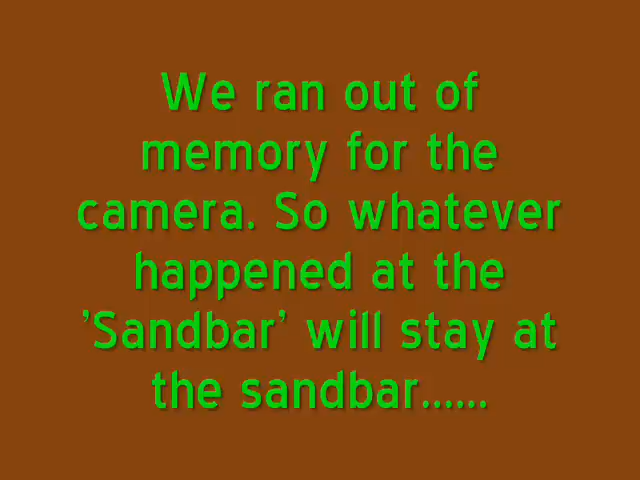 We ran out of
memory for the
camera. So whatever
happened at the
'Sandbar' will stay at
the sandbar......